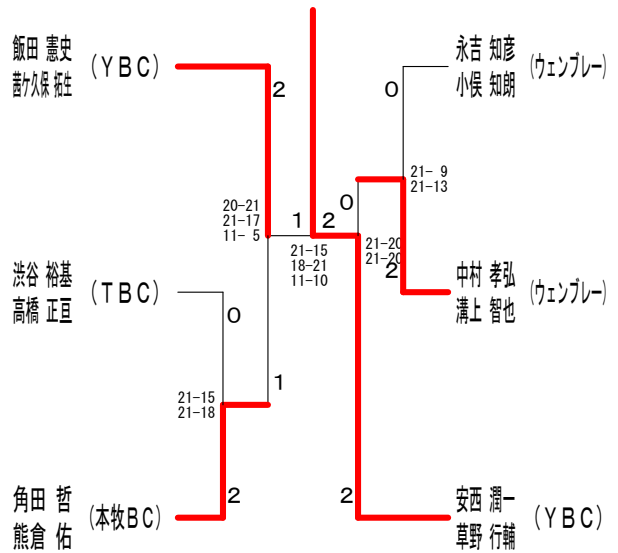 飯田 憲史
茜ケ久保 拓生
(YBC)
2
永吉 知彦
小俣 知朗
(ウェンブレー)
0
21- 9
21-13
20-21
21-17
11- 5
1
2
0
21-15
18-21
11-10
21-20
21-20
2
渋谷 裕基
高橋 正亘
(TBC)
0
中村 孝弘
溝上 智也
(ウェンブレー)
1
21-15
21-18
角田 哲
熊倉 佑
(本牧BC)
2
2
安西 潤一
草野 行輔
(YBC)